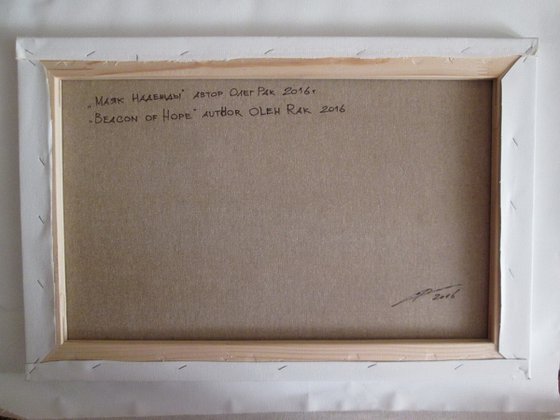 „Маяк Надежды" автор Олег Рак 2016г
„Beacon of Hope" author Oleh Rak 2016
2016